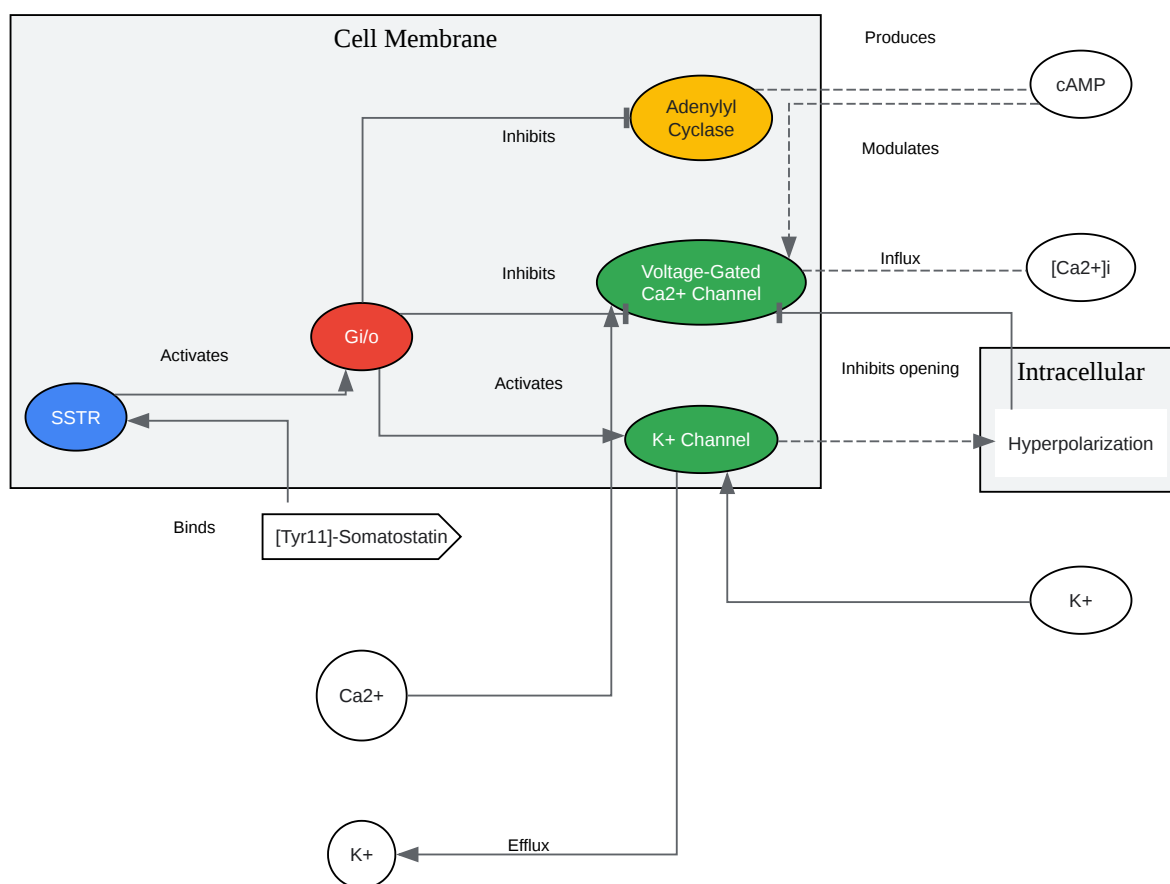 Cell Membrane
Produces
cAMP
Adenylyl
Cyclase
Inhibits
Modulates
Voltage-Gated
Ca2+ Channel
Inhibits
Influx
[Ca2+]i
Gi/o
Activates
Activates
Inhibits opening
Intracellular
SSTR
K+ Channel
Hyperpolarization
Binds
[Tyr11]-Somatostatin
K+
Ca2+
K+
Efflux